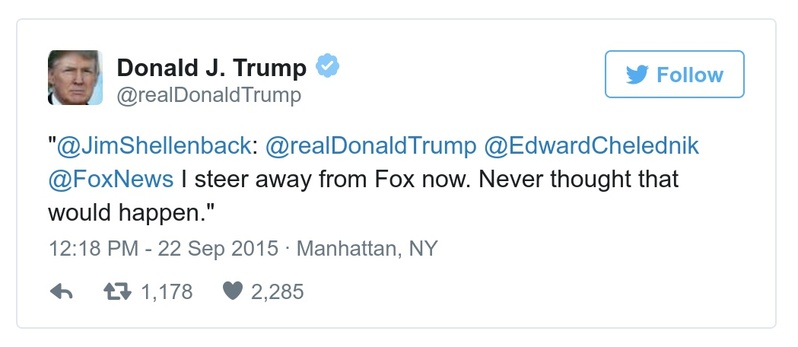 Donald J. Trump
@realDonaldTrump
Follow
"@JimShellenback: @realDonaldTrump @EdwardChelednik
@FoxNews I steer away from Fox now. Never thought that
would happen."
12:18 PM - 22 Sep 2015 · Manhattan, NY
1,178 2,285